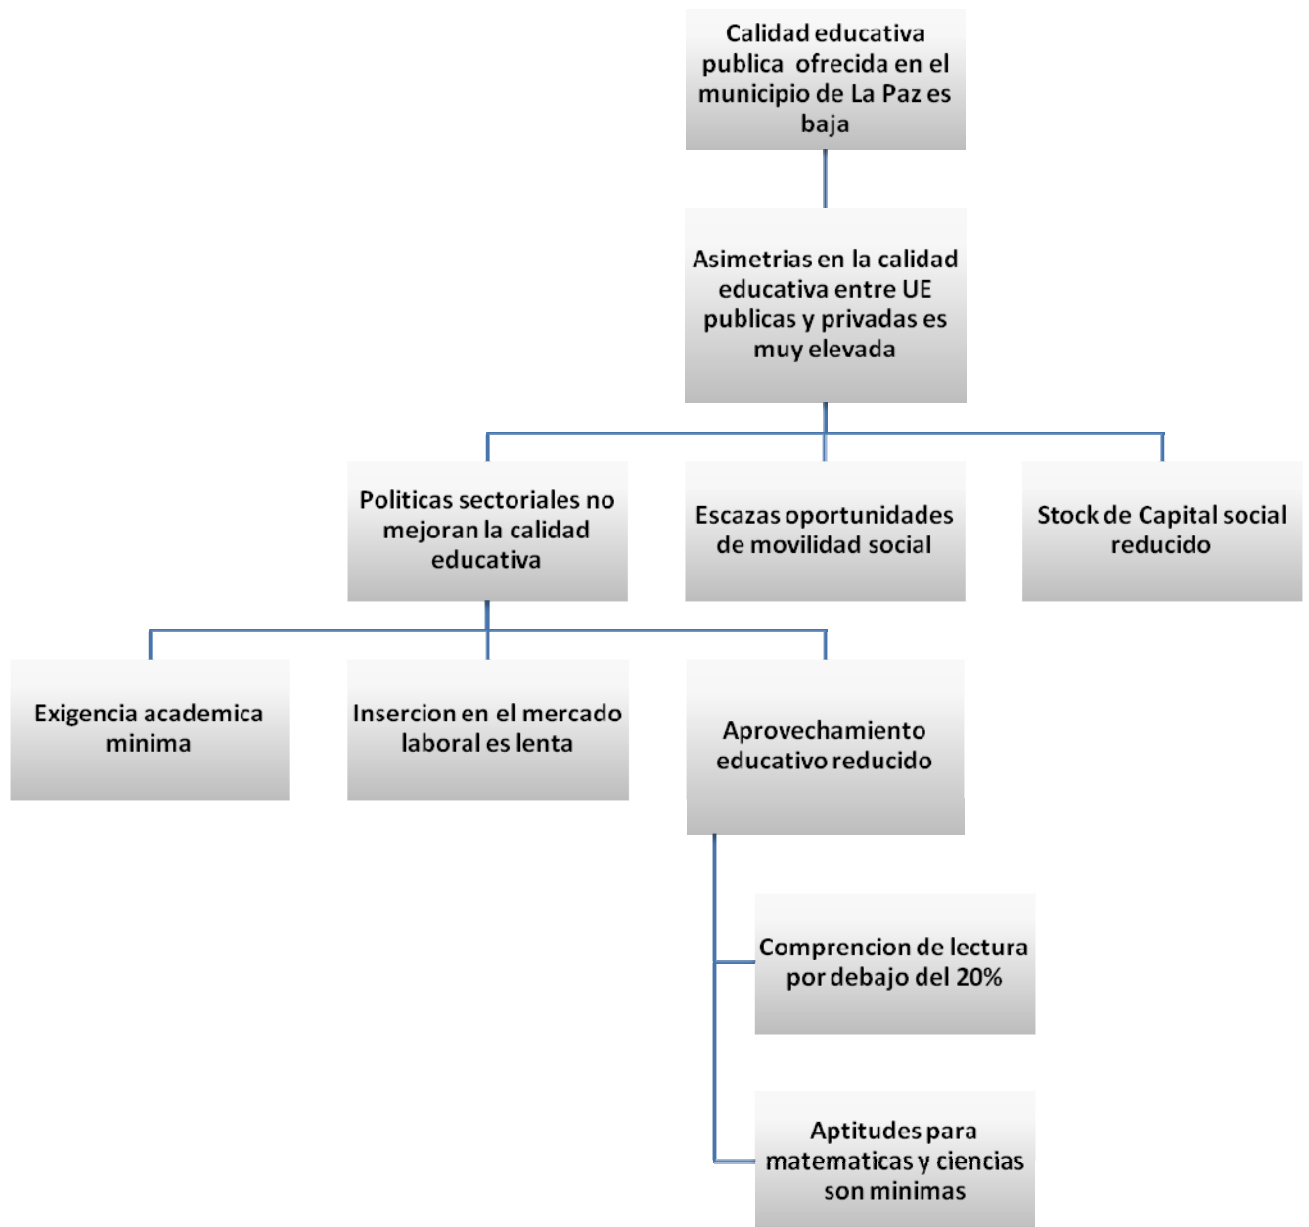 Calidad educativa
publica ofrecida en el
municipio de La Paz es
baja
Asimetrias en la calidad
educativa entre UE
publicas y privadas es
muy elevada
Politicas sectoriales no
mejoran la calidad
educativa
Escazas oportunidades
de movilidad social
Stock de Capital social
reducido
Exigencia academica
minima
Insercion en el mercado
laboral es lenta
Aprovechamiento
educativo reducido
Comprencion de lectura
por debajo del 20%
Aptitudes para
matematicas y ciencias
son minimas